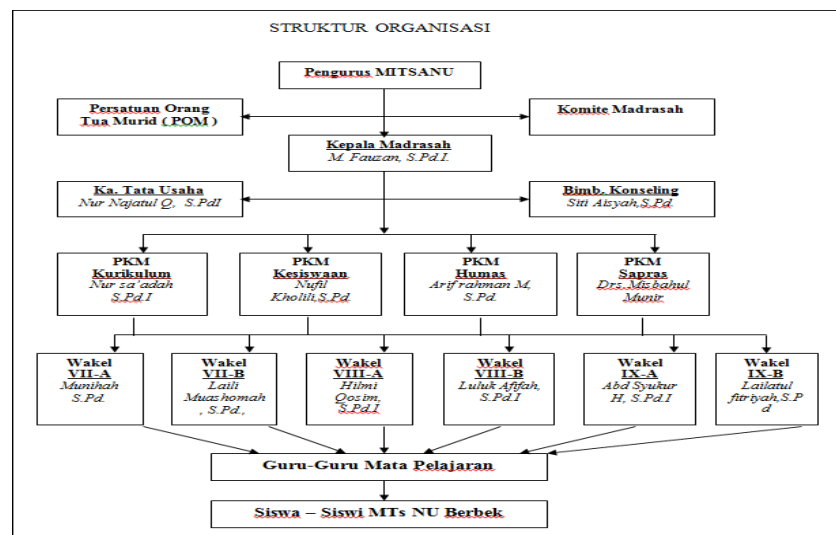 STRUKTUR ORGANISASI
Pengurus MITSANU
Persatuan Orang
Tua Murid ( POM )
Komite Madrasah
Kepala Madrasah
M. Fauzan, S.Pd.I.
Ka. Tata Usaha
Nur Najatul Q, S.PdI
Bimb. Konseling
Siti Aisyah,S.Pd.
PKM
Kurikulum
Nur sa'adah
S.Pd.I
PKM
Kesiswaan
Nufil
Kholili,S.Pd.
PKM
Humas
Arif rahman M,
S.Pd.
PKM
Sapras
Drs. Misbahul
Munir
Wakel
VII-A
Munihah
S.Pd.
Wakel
VII-B
Laili
Muashomah
, S.Pd.,
Wakel
VIII-A
Hilmi
Qosim,
S.Pd.I
Wakel
VIII-B
Luluk Afifah,
S.Pd.I
Wakel
IX-A
Abd Syukur
H, S.Pd.I
Wakel
IX-B
Lailatul
fitriyah,S.P
d
Guru-Guru Mata Pelajaran
Siswa – Siswi MTs NU Berbek